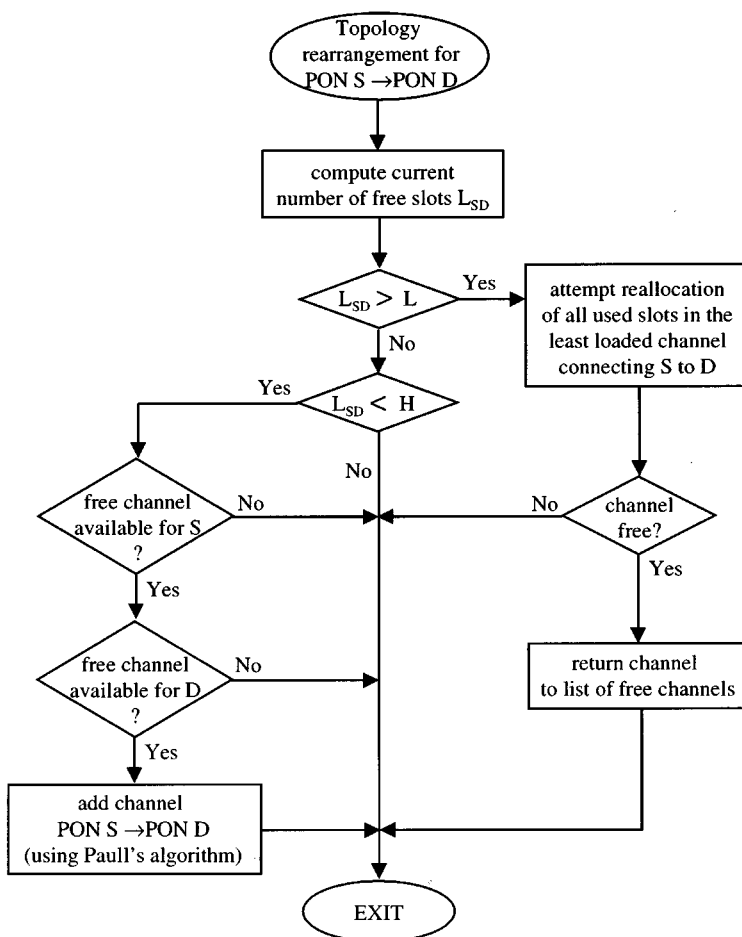 Topology
rearrangement for
PON S →PON D
compute current
number of free slots L_SD
L_SD > L
Yes
attempt reallocation
of all used slots in the
least loaded channel
connecting S to D
No
L_SD < H
Yes
No
free channel
available for S
?
No
No
channel
free?
Yes
Yes
free channel
available for D
?
No
return channel
to list of free channels
Yes
add channel
PON S →PON D
(using Paull's algorithm)
EXIT